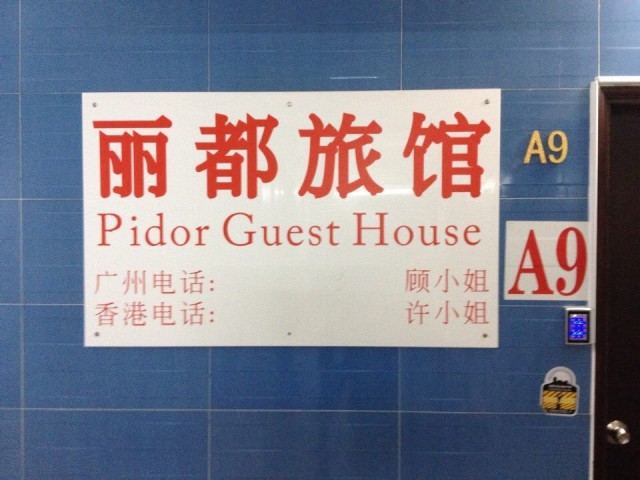 丽都旅馆
Pidor Guest House
广州电话: 顾小姐
香港电话: 许小姐
A9
A9